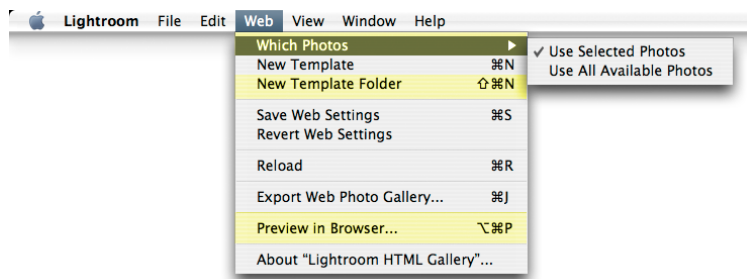 Lightroom File Edit Web View Window Help
Which Photos ▶
New Template ⌘N
New Template Folder ⇧⌘N
Save Web Settings ⌘S
Revert Web Settings
Reload ⌘R
Export Web Photo Gallery... ⌘J
Preview in Browser... ⌥⌘P
About “Lightroom HTML Gallery”...
✓ Use Selected Photos
Use All Available Photos